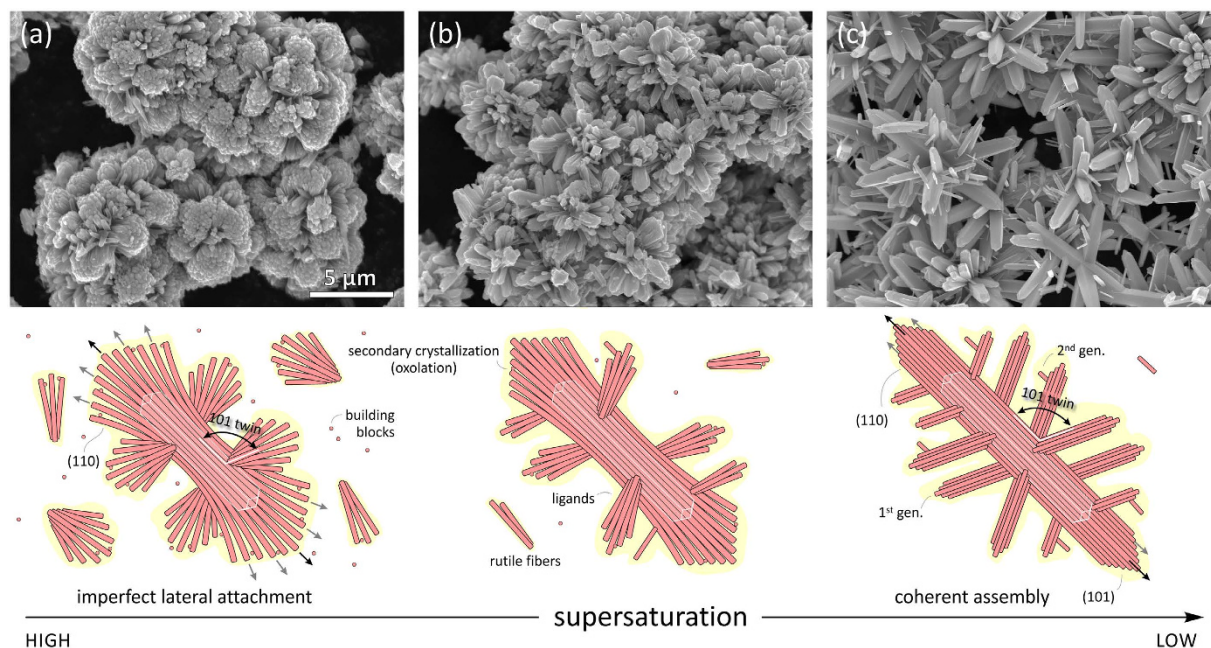 (a)
(b)
(c)
5 µm
101 twin
(110)
building
blocks
imperfect lateral attachment
secondary crystallization
(oxolation)
ligands
rutile fibers
(110)
2nd gen.
101 twin
1st gen.
(101)
coherent assembly
supersaturation
HIGH
LOW